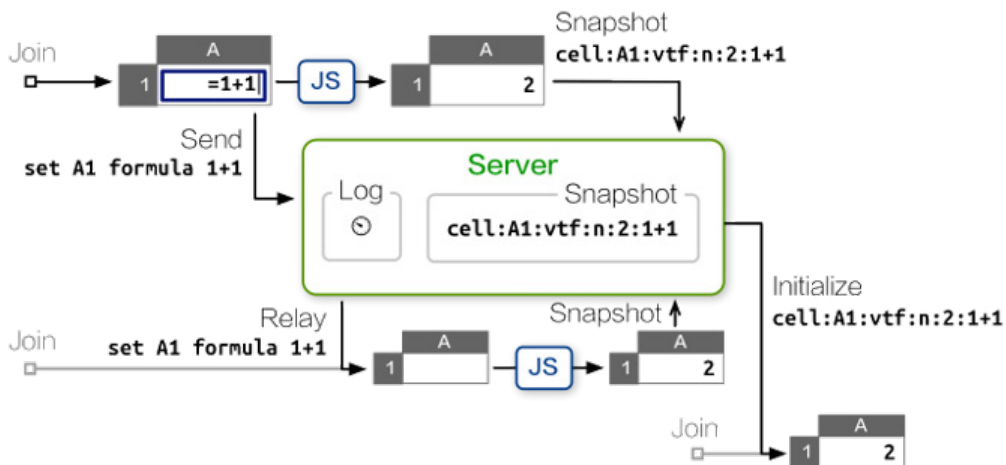 Join
A
1
=1+1
JS
A
1
2
Snapshot
cell:A1:vtf:n:2:1+1
Send
set A1 formula 1+1
Server
Log
Snapshot
cell:A1:vtf:n:2:1+1
Initialize
cell:A1:vtf:n:2:1+1
Join
Relay
set A1 formula 1+1
A
1
JS
Snapshot
A
1
2
Join
A
1
2